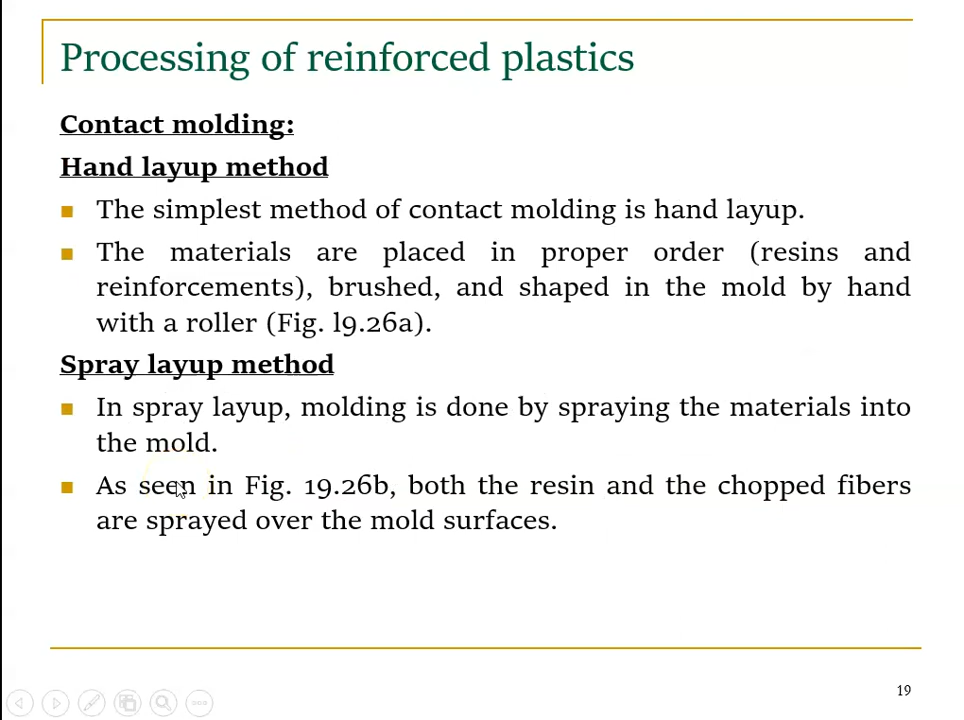 Processing of reinforced plastics
Contact molding:
Hand layup method
The simplest method of contact molding is hand layup.
The materials are placed in proper order (resins and
reinforcements), brushed, and shaped in the mold by hand
with a roller (Fig. l9.26a).
Spray layup method
In spray layup, molding is done by spraying the materials into
the mold.
As seen in Fig. 19.26b, both the resin and the chopped fibers
are sprayed over the mold surfaces.
19